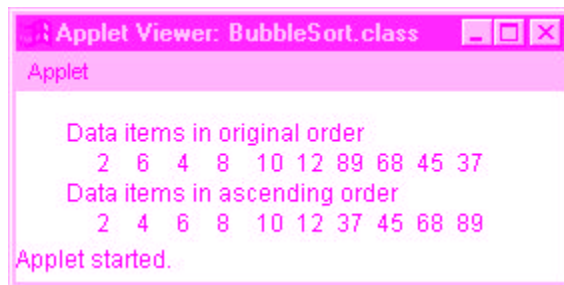 Applet Viewer: BubbleSort.class
Applet
Data items in original order
2 6 4 8 10 12 89 68 45 37
Data items in ascending order
2 4 6 8 10 12 37 45 68 89
Applet started.